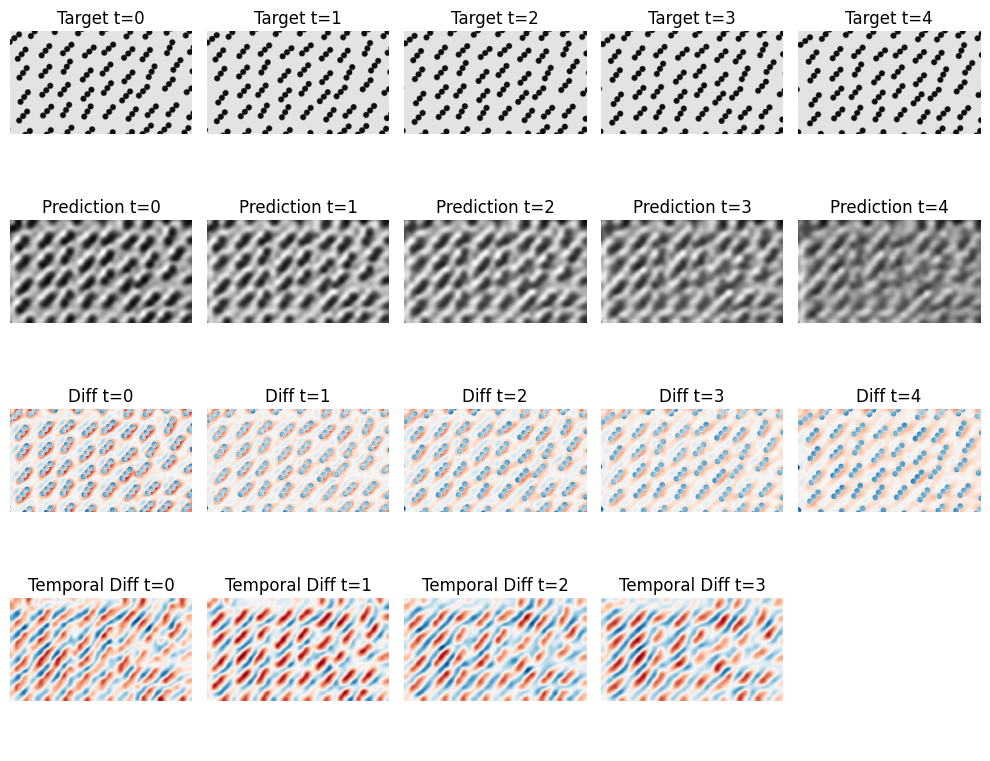 Target t=0 Target t=1 Target t=2 Target t=3 Target t=4
Prediction t=0 Prediction t=1 Prediction t=2 Prediction t=3 Prediction t=4
Diff t=0 Diff t=1 Diff t=2 Diff t=3 Diff t=4
Temporal Diff t=0 Temporal Diff t=1 Temporal Diff t=2 Temporal Diff t=3